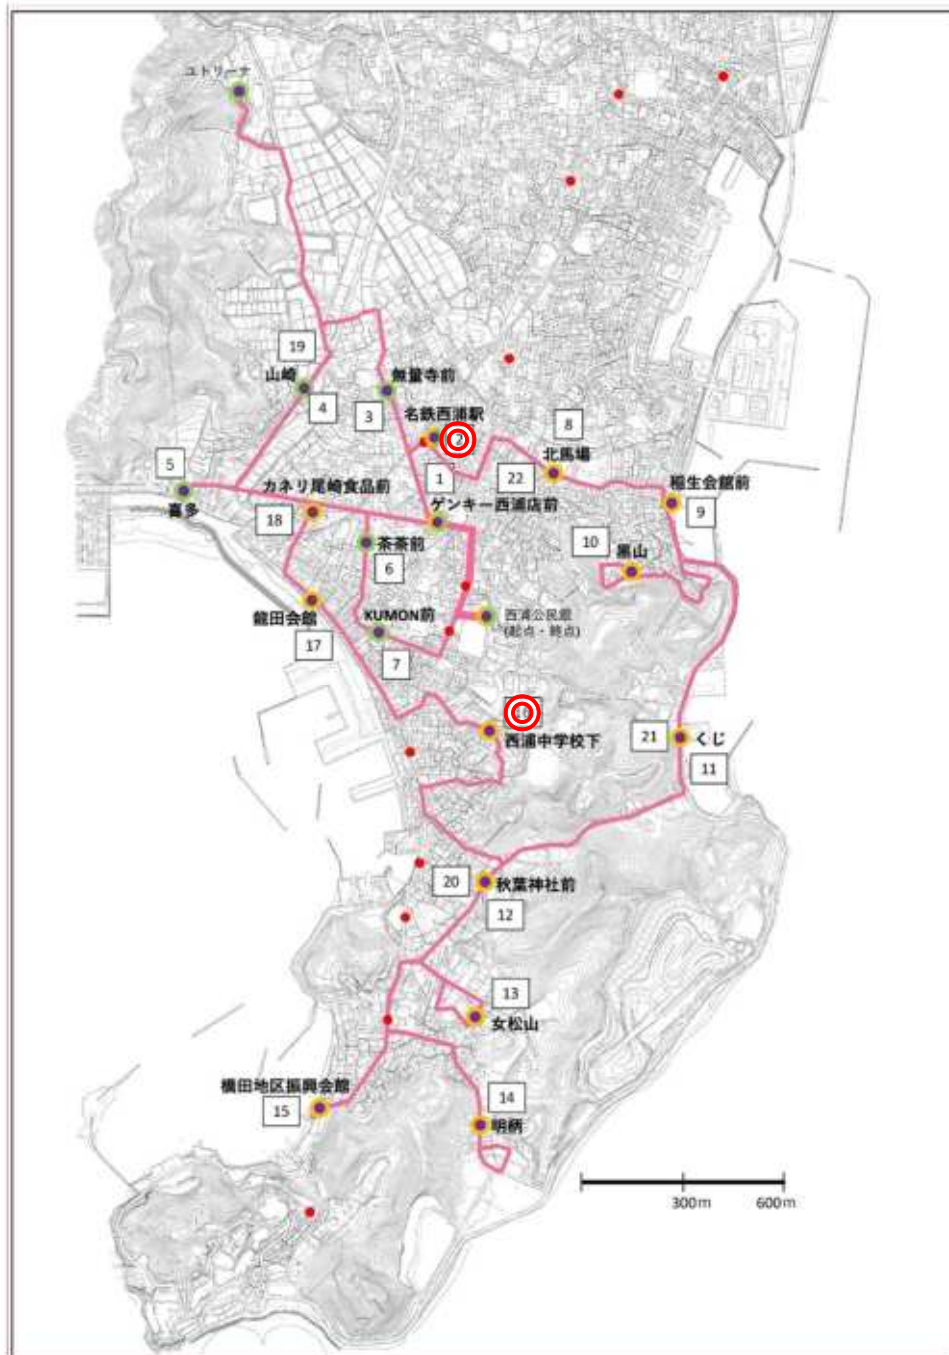 ユトリーナ
19
山崎
4
無量寺前
3
名鉄西浦駅
2
8
北馬場
22
1
ゲンキー西浦店前
5
喜多
カネリ尾崎食品前
18
稲生会館前
9
10
黒山
茶茶前
6
龍田会館
17
KUMON前
7
西浦公民館
(起点・終点)
西浦中学校下
21
くじ
11
20
秋葉神社前
12
13
女松山
橋田地区振興会館
15
14
明柄
300m
600m